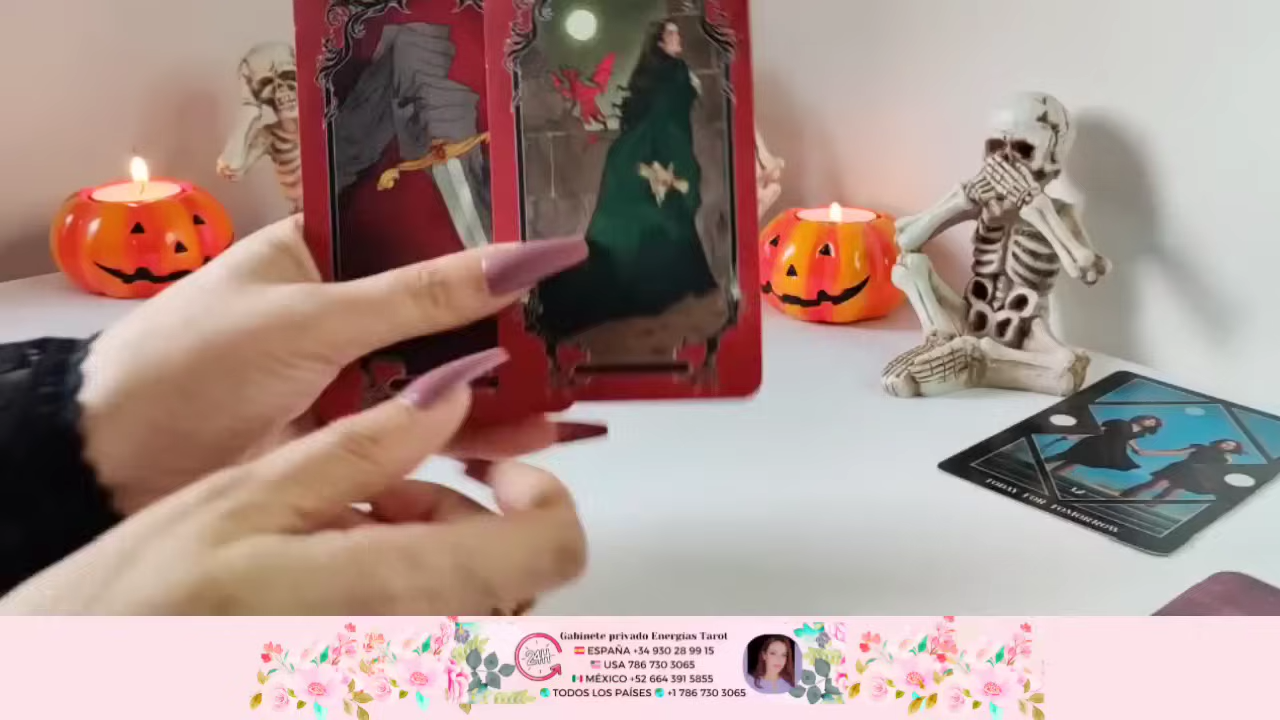 TODAY FOR TOMORROW
Gabinete privado Energías Tarot
ESPAÑA +34 930 28 99 15
USA 786 730 3065
MÉXICO +52 664 391 5855
TODOS LOS PAÍSES +1 786 730 3065